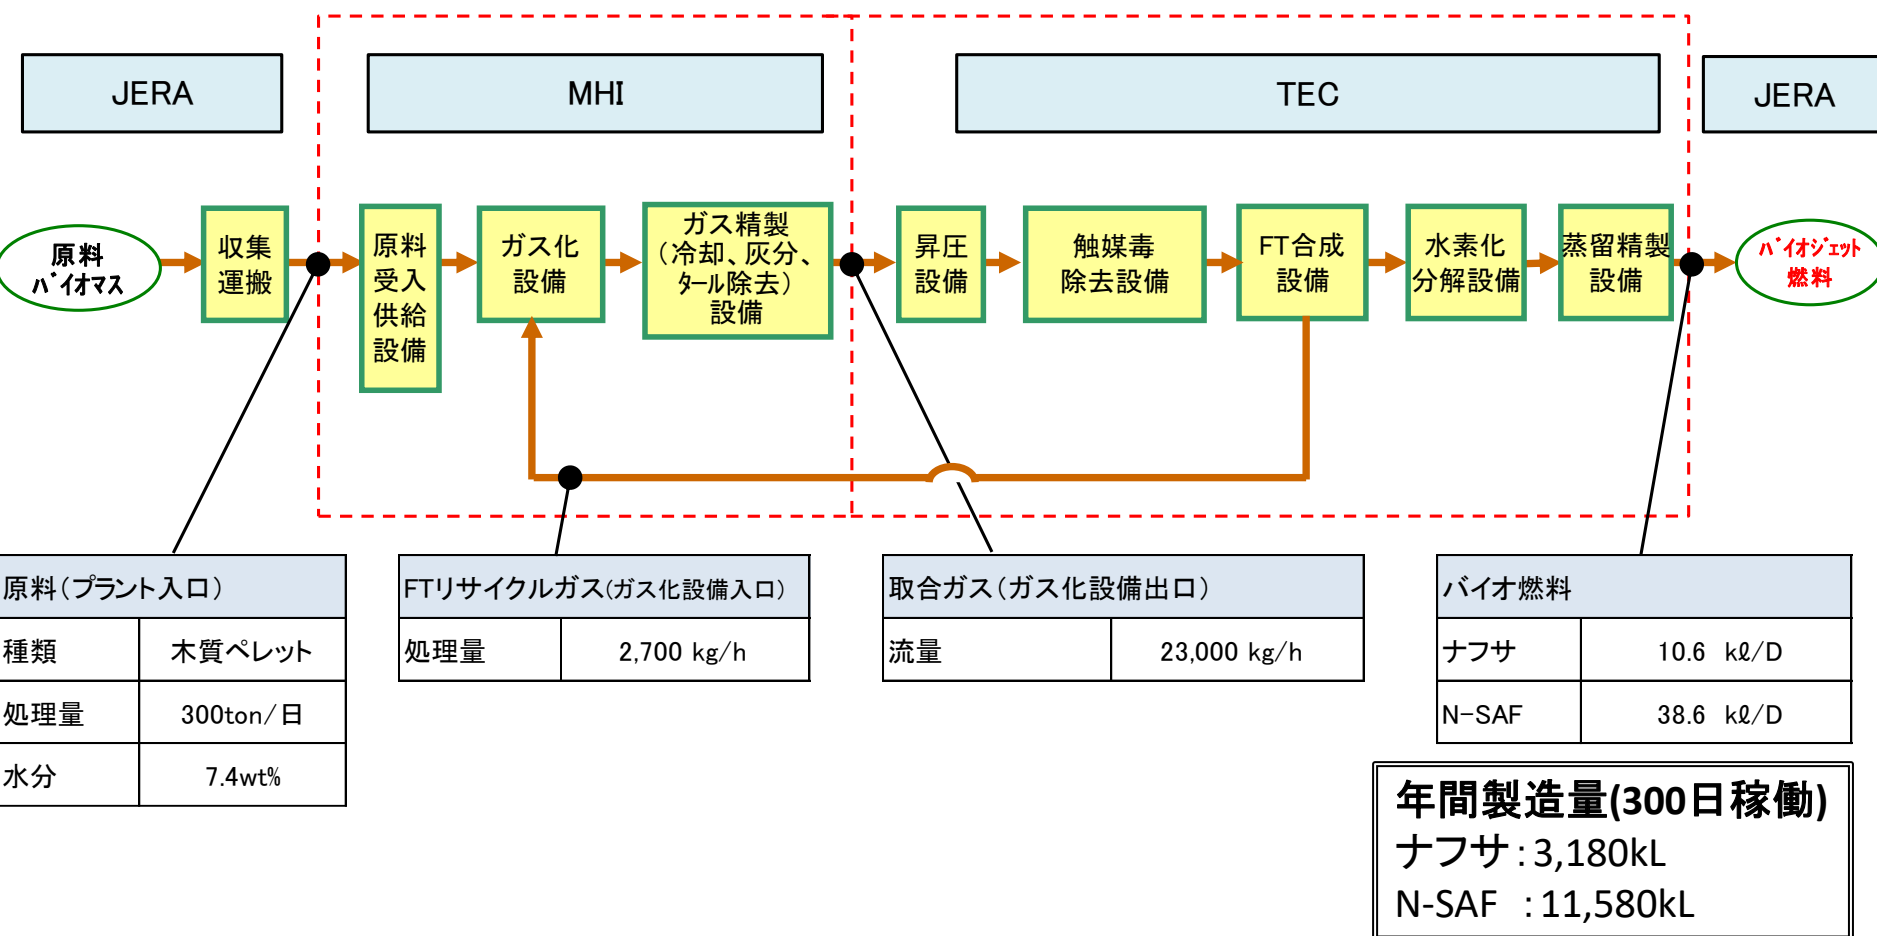 JERA
MHI
TEC
JERA
原料
バイオマス
収集
運搬
原料
受入
供給
設備
ガス化
設備
ガス精製
(冷却、灰分、
タール除去)
設備
昇圧
設備
触媒毒
除去設備
FT合成
設備
水素化
分解設備
蒸留精製
設備
バイオジェット
燃料
原料(プラント入口)
種類 木質ペレット
処理量 300ton/日
水分 7.4wt%
FTリサイクルガス(ガス化設備入口)
処理量 2,700 kg/h
取合ガス(ガス化設備出口)
流量 23,000 kg/h
バイオ燃料
ナフサ 10.6 kℓ/D
N-SAF 38.6 kℓ/D
年間製造量(300日稼働)
ナフサ:3,180kL
N-SAF :11,580kL